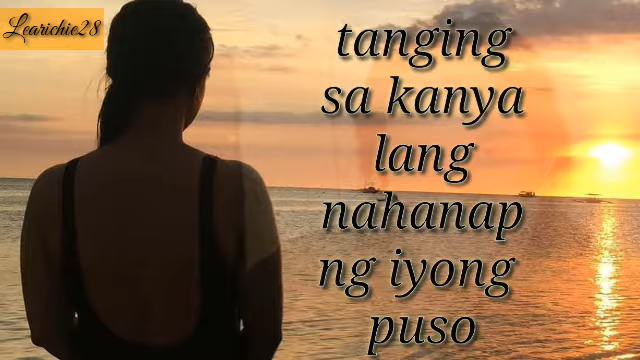 Learichie28
tanging
sa kanya
lang
nahanap
ng iyong
puso